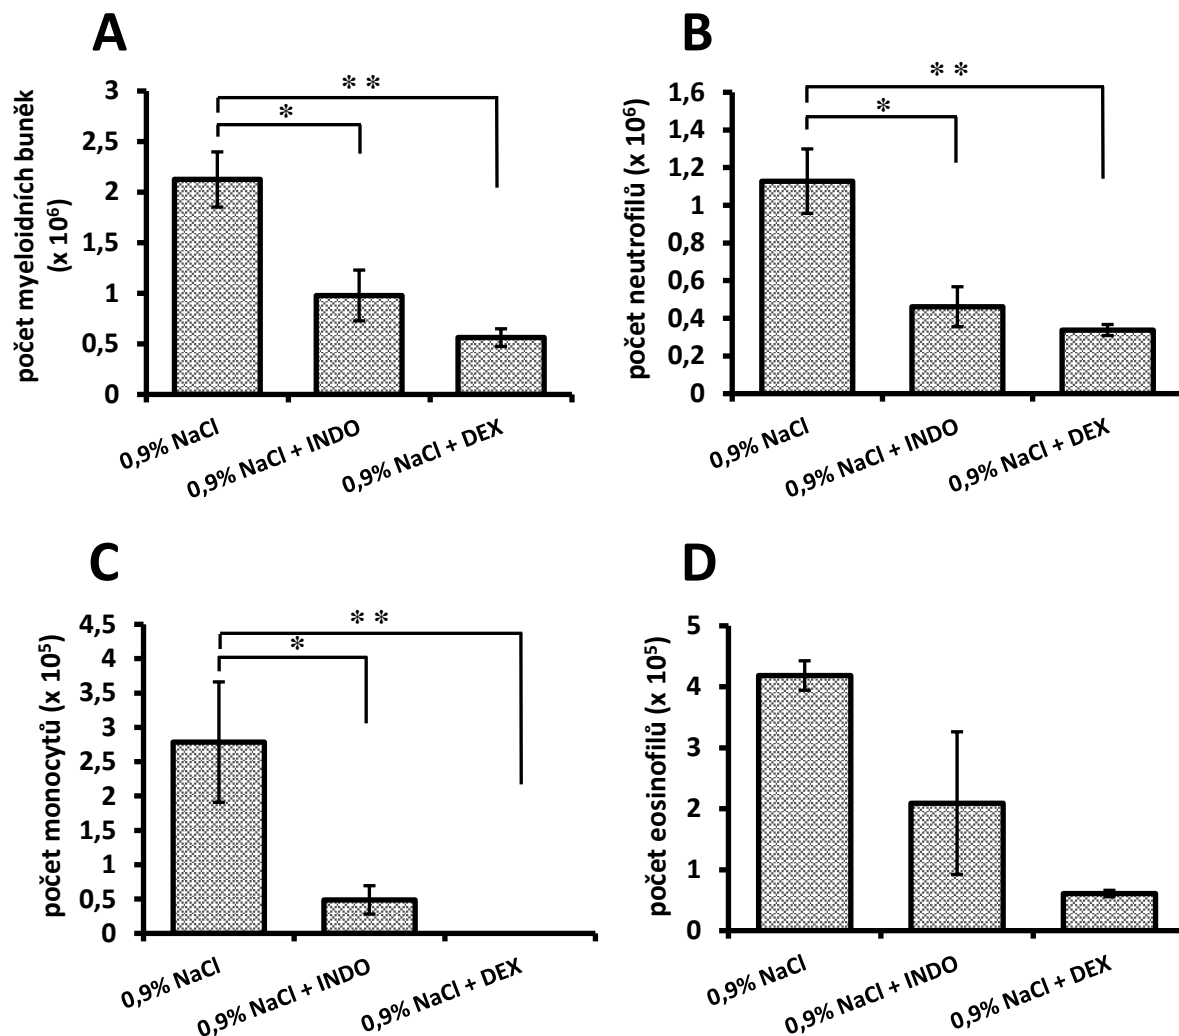 A
počet myeloidních buněk
(x 10⁶)
3
2,5
2
1,5
1
0,5
0
* *
*
0,9% NaCl
0,9% NaCl + INDO
0,9% NaCl + DEX
B
počet neutrofilů (x 10⁶)
1,6
1,4
1,2
1
0,8
0,6
0,4
0,2
0
* *
*
0,9% NaCl
0,9% NaCl + INDO
0,9% NaCl + DEX
C
počet monocytů (x 10⁵)
4,5
4
3,5
3
2,5
2
1,5
1
0,5
0
* *
*
0,9% NaCl
0,9% NaCl + INDO
0,9% NaCl + DEX
D
počet eosinofilů (x 10⁵)
5
4
3
2
1
0
0,9% NaCl
0,9% NaCl + INDO
0,9% NaCl + DEX